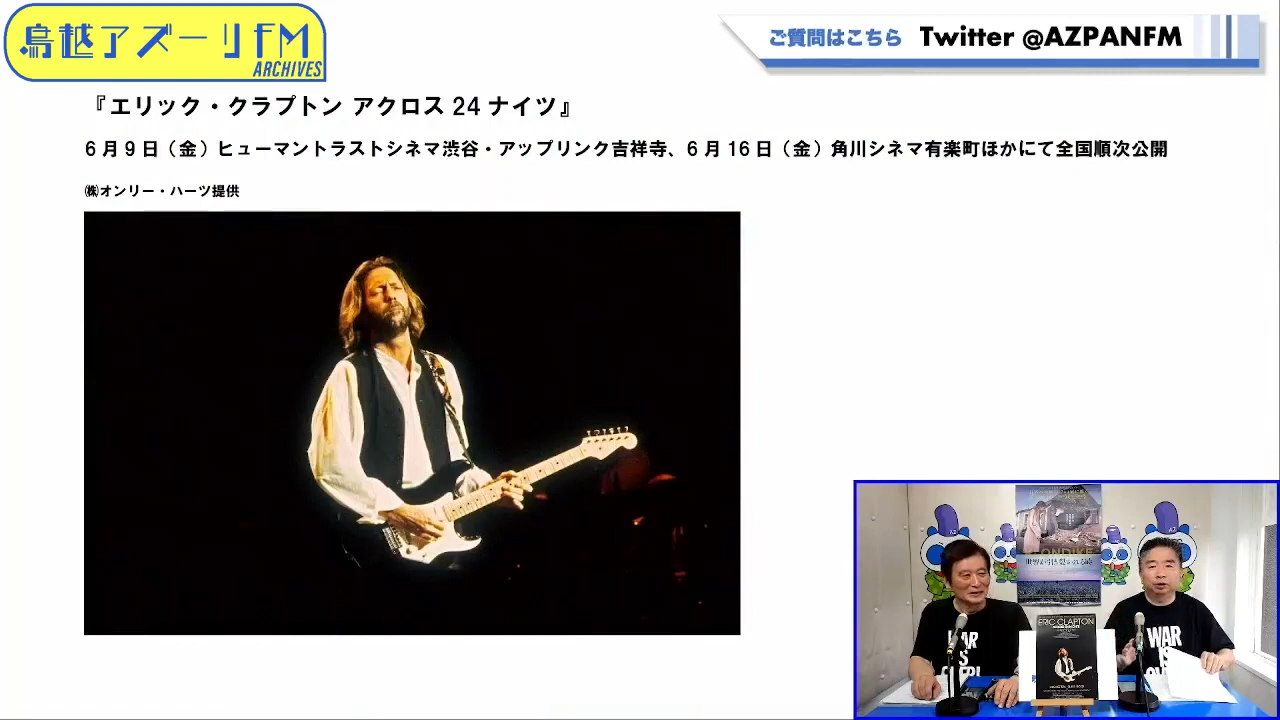 鳥越アズーリFM
ARCHIVES
ご質問はこちら Twitter @AZPANFM
『エリック・クラプトン アクロス 24 ナイツ』
6 月 9 日（金）ヒューマントラストシネマ渋谷・アップリンク吉祥寺、6 月 16 日（金）角川シネマ有楽町ほかにて全国順次公開
㈱オンリー・ハーツ提供
ONDIKE
ERIC CLAPTON
WAR
IS
WAR
IS